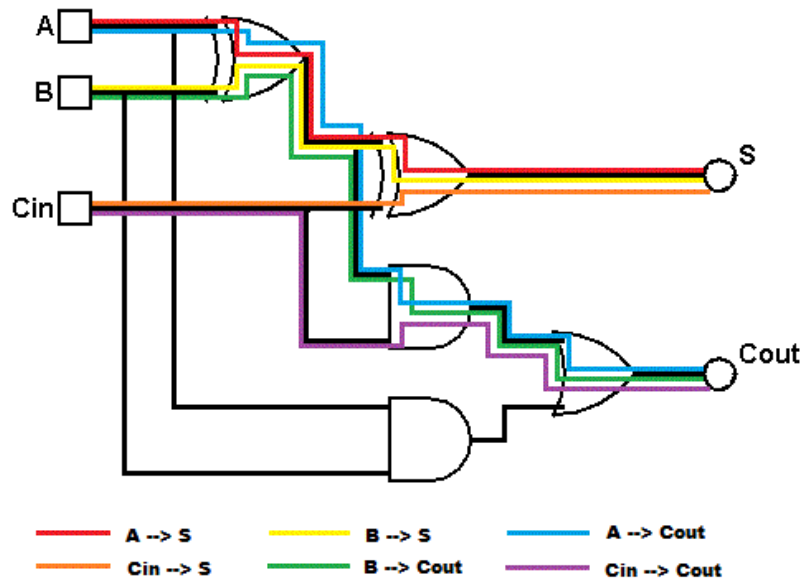 A
B
Cin
S
Cout
A --> S
B --> S
A --> Cout
Cin --> S
B --> Cout
Cin --> Cout